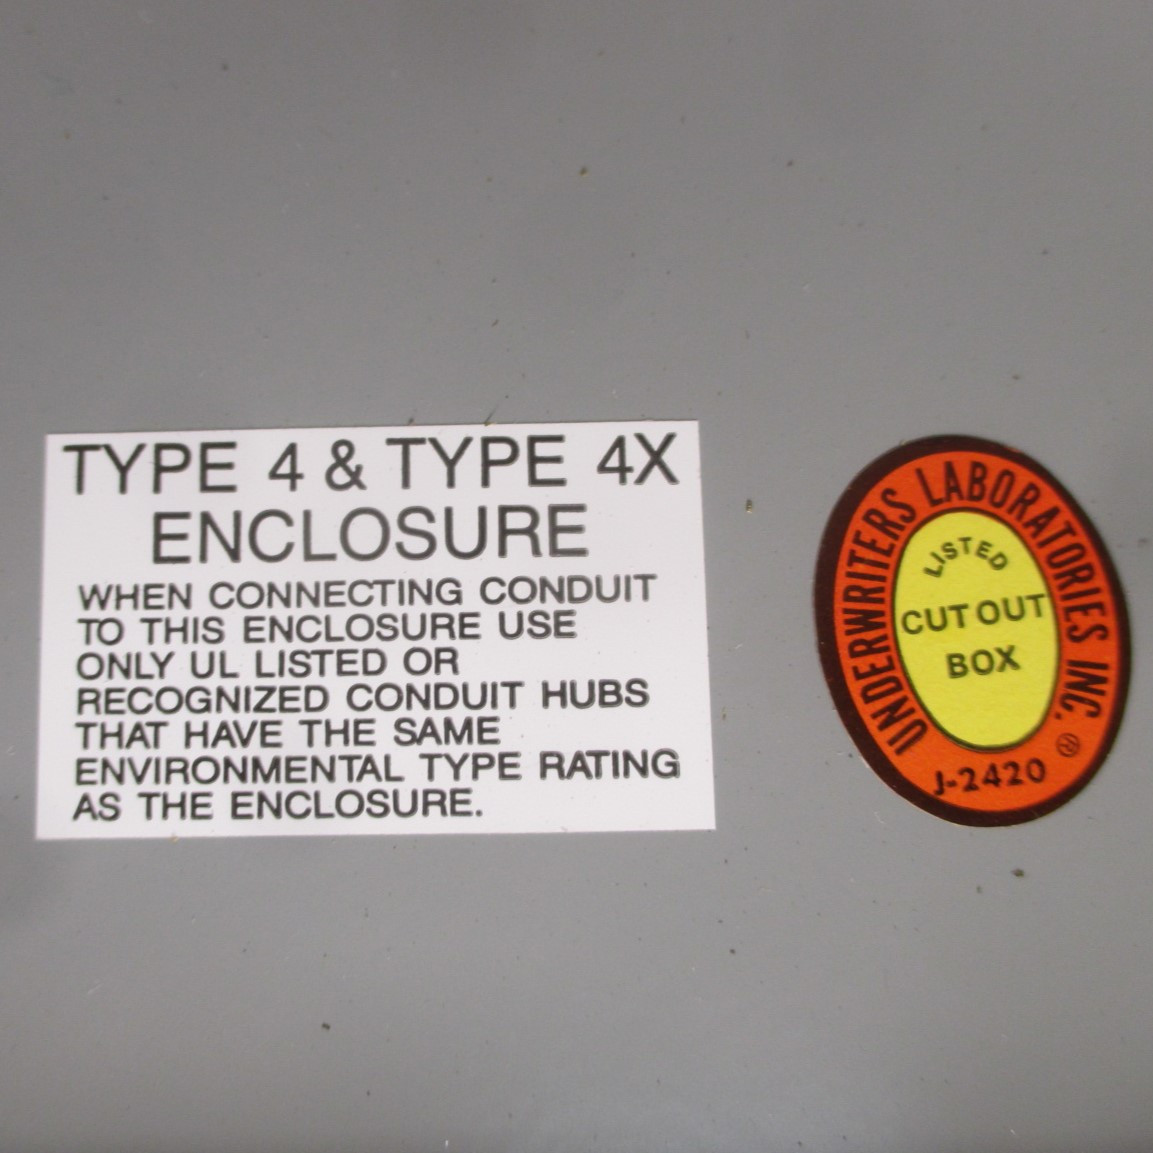 TYPE 4 & TYPE 4X
ENCLOSURE
WHEN CONNECTING CONDUIT
TO THIS ENCLOSURE USE
ONLY UL LISTED OR
RECOGNIZED CONDUIT HUBS
THAT HAVE THE SAME
ENVIRONMENTAL TYPE RATING
AS THE ENCLOSURE.
UNDERWRITERS LABORATORIES INC.®
LISTED
CUT OUT
BOX
J-2420